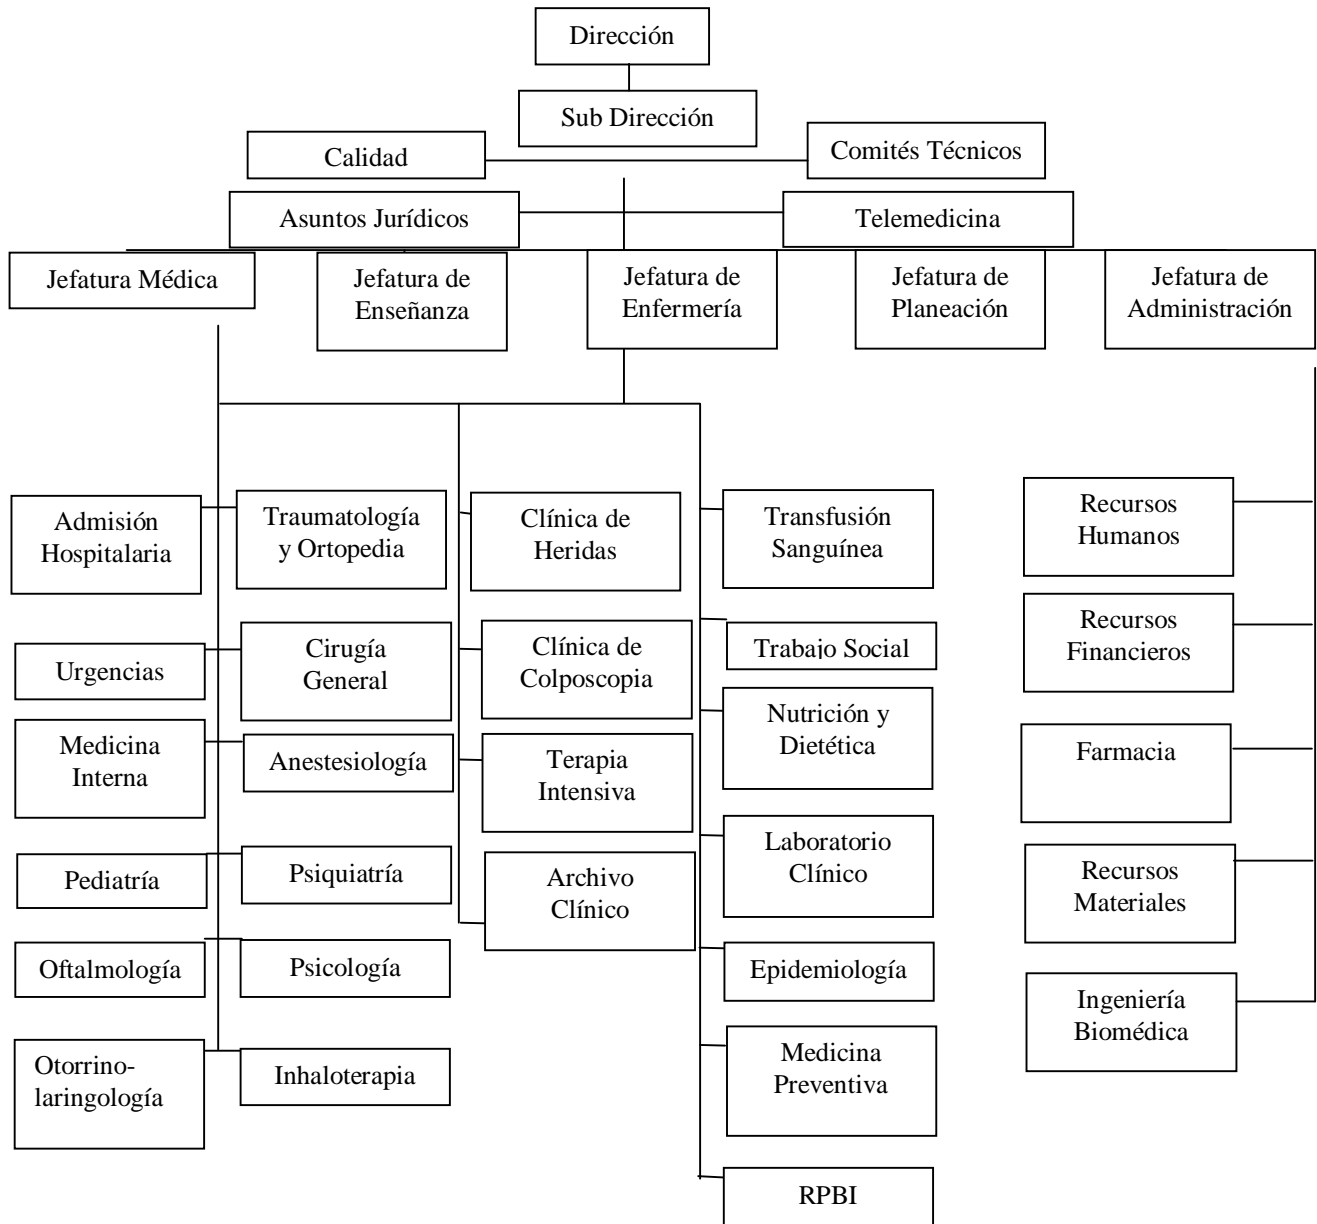 Dirección
Sub Dirección
Calidad
Comités Técnicos
Asuntos Jurídicos
Telemedicina
Jefatura Médica
Jefatura de
Enseñanza
Jefatura de
Enfermería
Jefatura de
Planeación
Jefatura de
Administración
Admisión
Hospitalaria
Traumatología
y Ortopedia
Clínica de
Heridas
Transfusión
Sanguínea
Recursos
Humanos
Urgencias
Cirugía
General
Clínica de
Colposcopia
Trabajo Social
Recursos
Financieros
Medicina
Interna
Anestesiología
Terapia
Intensiva
Nutrición y
Dietética
Farmacia
Pediatría
Psiquiatría
Archivo
Clínico
Laboratorio
Clínico
Recursos
Materiales
Oftalmología
Psicología
Epidemiología
Ingeniería
Biomédica
Otorrino-
laringología
Inhaloterapia
Medicina
Preventiva
RPBI